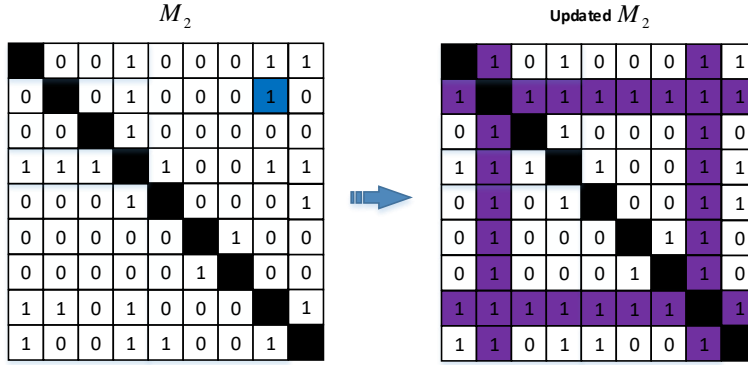 M2
0 0 1 0 0 0 1 1
0 0 1 0 0 0 1 0
0 0 1 0 0 0 0 0
1 1 1 1 0 0 1 1
0 0 0 1 0 0 0 1
0 0 0 0 0 1 0 0
0 0 0 0 0 1 0 0
1 1 0 1 0 0 0 1
1 0 0 1 1 0 0 1
Updated M2
1 0 1 0 0 0 1 1
1 1 1 1 1 1 1 1
0 1 1 0 0 0 1 0
1 1 1 1 0 0 1 1
0 1 0 1 0 0 1 1
0 1 0 0 0 1 1 0
0 1 0 0 0 1 1 0
1 1 1 1 1 1 1 1
1 1 0 1 1 0 0 1